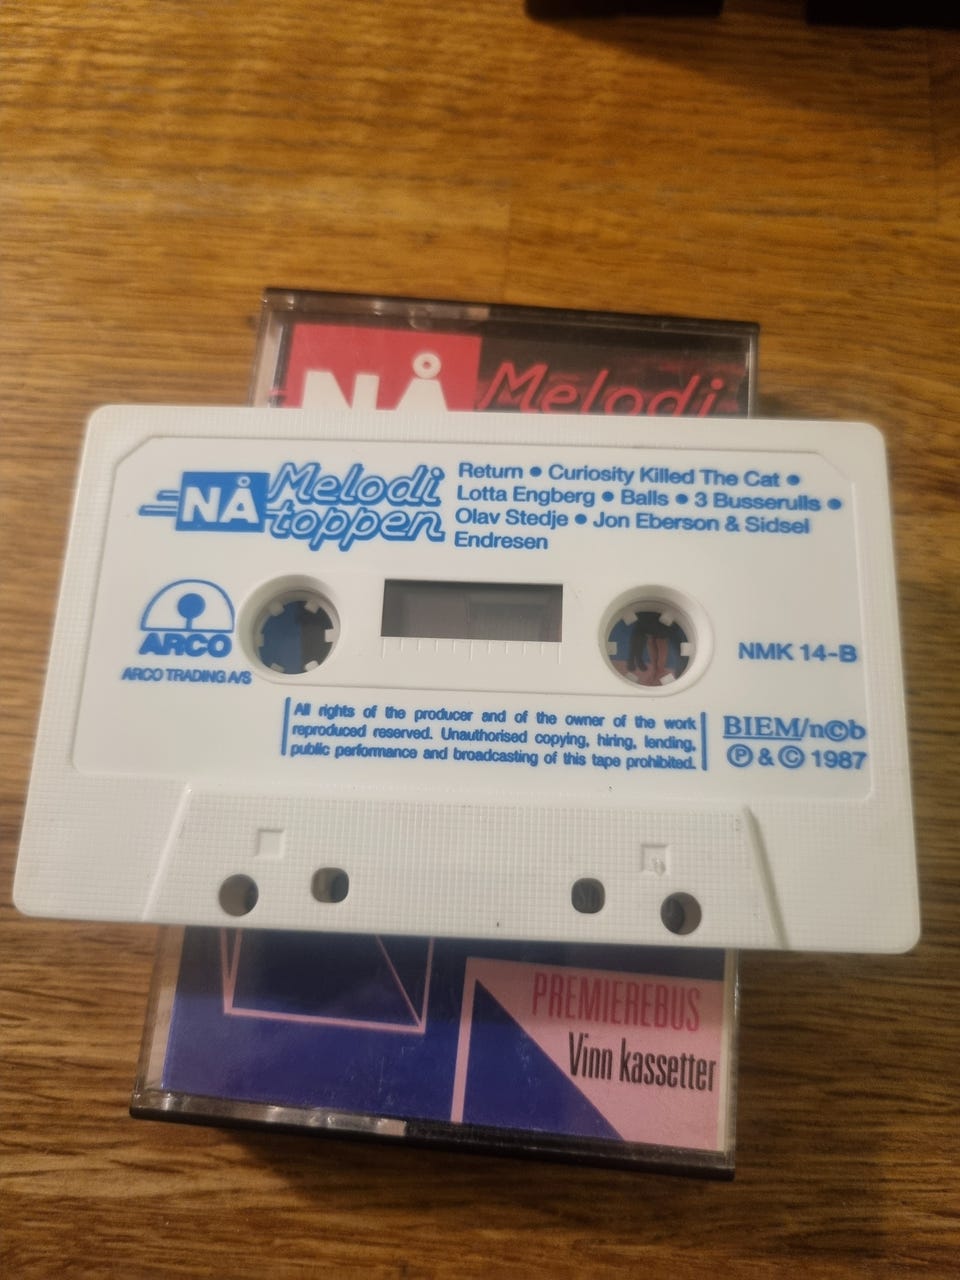 NÅ Melodi
NÅ Melodi
toppen
Return • Curiosity Killed The Cat •
Lotta Engberg • Balls • 3 Busserulls •
Olav Stedje • Jon Eberson & Sidsel
Endresen
ARCO
ARCO TRADING A/S
NMK 14-B
All rights of the producer and of the owner of the work
reproduced reserved. Unauthorised copying, hiring, lending,
public performance and broadcasting of this tape prohibited.
BIEM/n©b
℗ & © 1987
PREMIEREBUS
Vinn kassetter